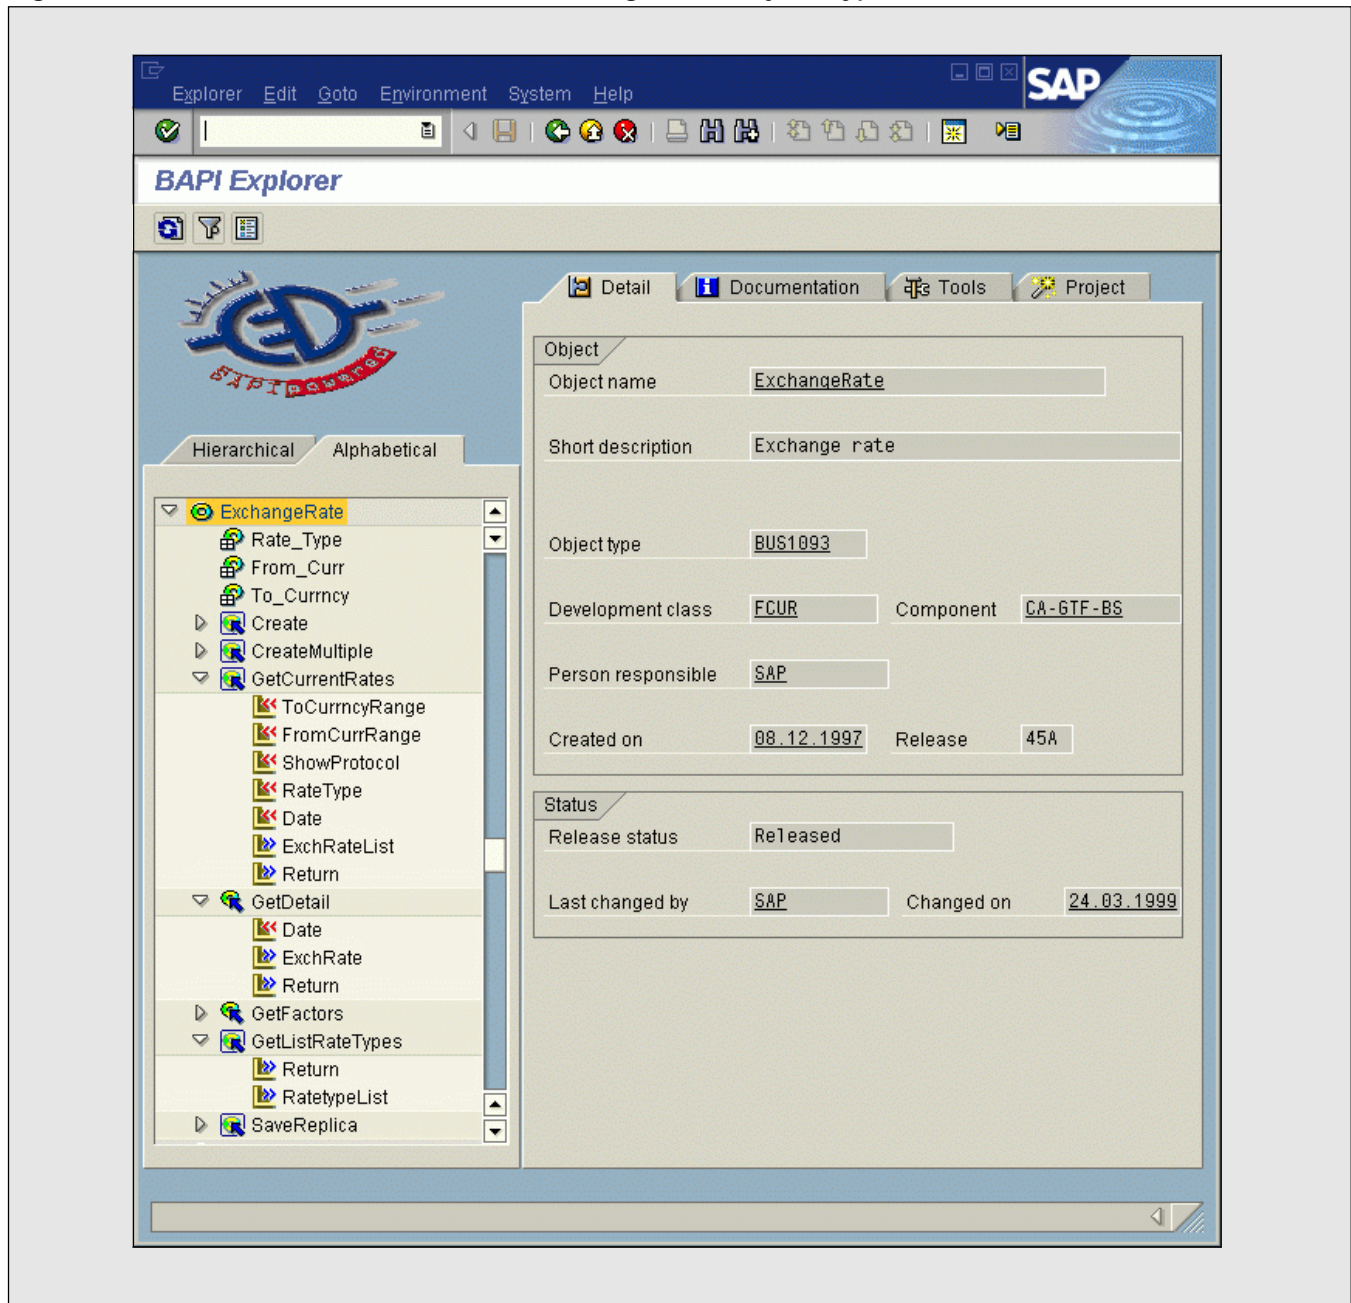 Explorer Edit Goto Environment System Help
SAP
BAPI Explorer
BAPI powered
Detail Documentation Tools Project
Hierarchical Alphabetical
ExchangeRate
Rate_Type
From_Curr
To_Currncy
Create
CreateMultiple
GetCurrentRates
ToCurrncyRange
FromCurrRange
ShowProtocol
RateType
Date
ExchRateList
Return
GetDetail
Date
ExchRate
Return
GetFactors
GetListRateTypes
Return
RatetypeList
SaveReplica
Object
Object name ExchangeRate
Short description Exchange rate
Object type BUS1093
Development class FCUR Component CA-GTF-BS
Person responsible SAP
Created on 08.12.1997 Release 45A
Status
Release status Released
Last changed by SAP Changed on 24.03.1999